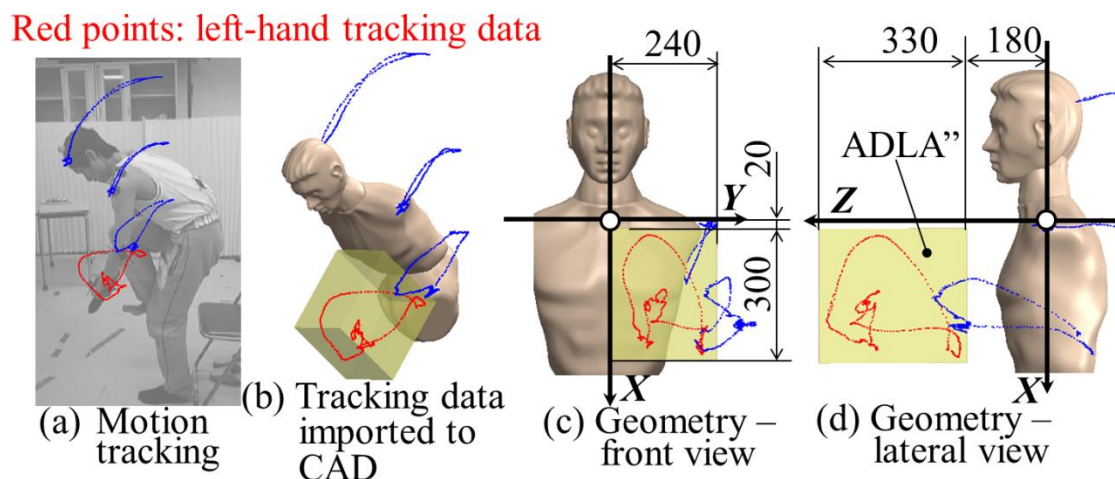 Red points: left-hand tracking data
240
330
180
20
ADLA”
Y
Z
300
X
X
(a) Motion
tracking
(b) Tracking data
imported to
CAD
(c) Geometry –
front view
(d) Geometry –
lateral view